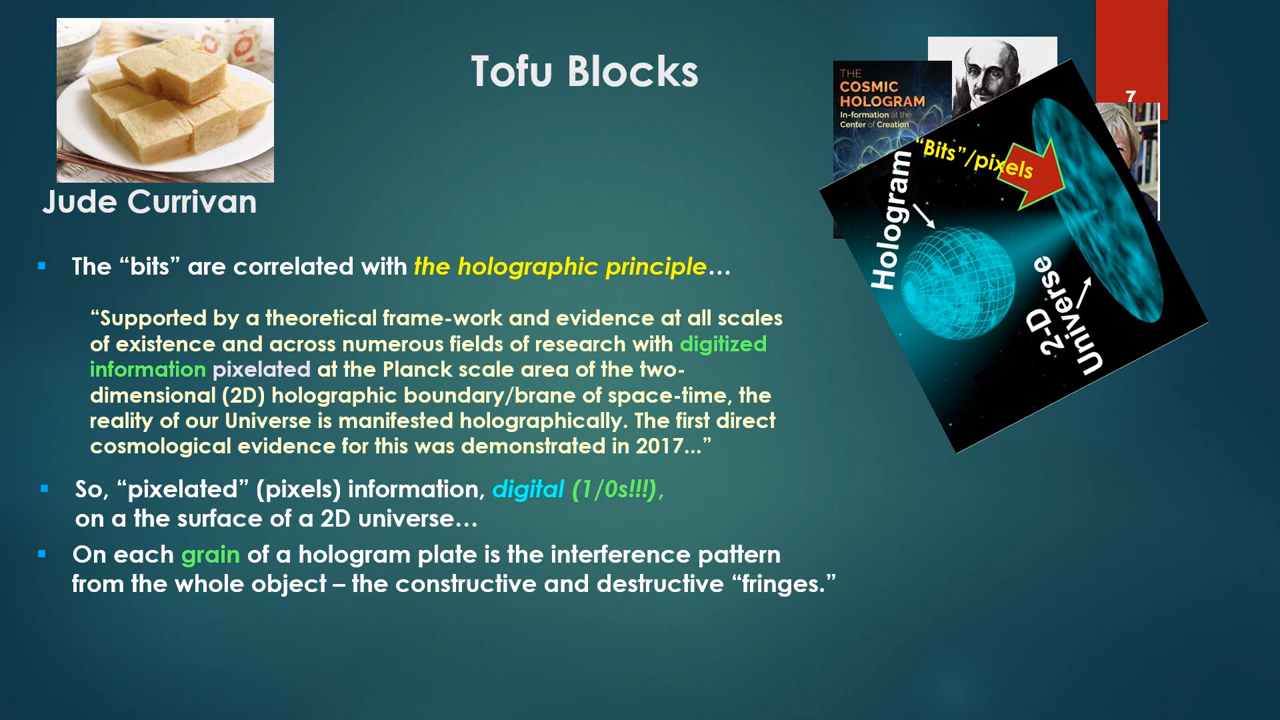 Tofu Blocks
7
THE
COSMIC
HOLOGRAM
In-formation at the
Center of Creation
"Bits"/pixels
Hologram
2-D
Universe
Jude Currivan
The “bits” are correlated with the holographic principle…
“Supported by a theoretical frame-work and evidence at all scales
of existence and across numerous fields of research with digitized
information pixelated at the Planck scale area of the two-
dimensional (2D) holographic boundary/brane of space-time, the
reality of our Universe is manifested holographically. The first direct
cosmological evidence for this was demonstrated in 2017...”
So, “pixelated” (pixels) information, digital (1/0s!!!),
on a the surface of a 2D universe…
On each grain of a hologram plate is the interference pattern
from the whole object – the constructive and destructive “fringes.”